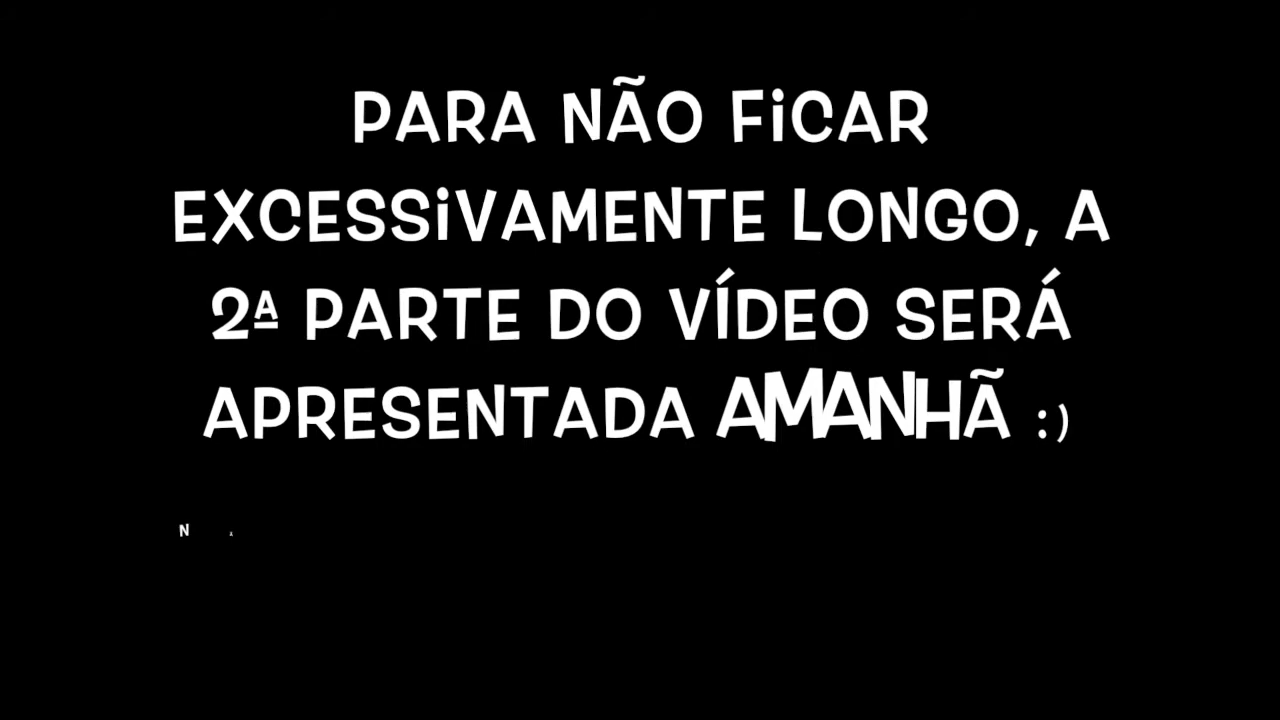 PARA NÃO FiCAR
EXCESSiVAMENTE LONGO, A
2ª PARTE DO VÍDEO SERÁ
APRESENTADA AMANHÃ :)
N